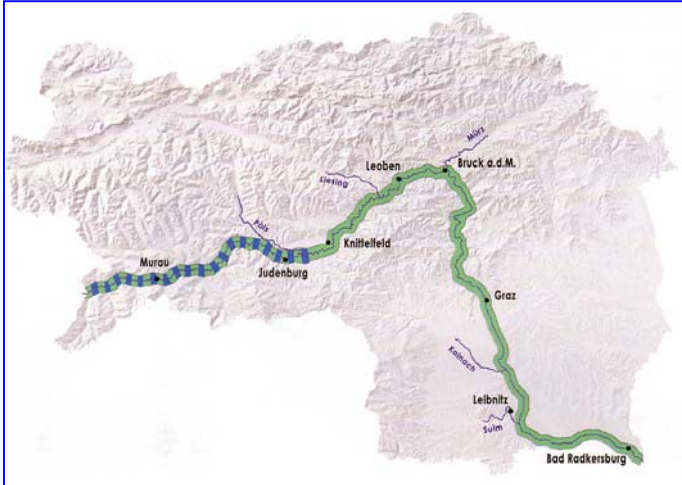 Mürz
Leoben
Bruck a.d.M.
Liesing
Pöls
Knittelfeld
Murau
Judenburg
Graz
Kainach
Leibnitz
Sulm
Bad Radkersburg